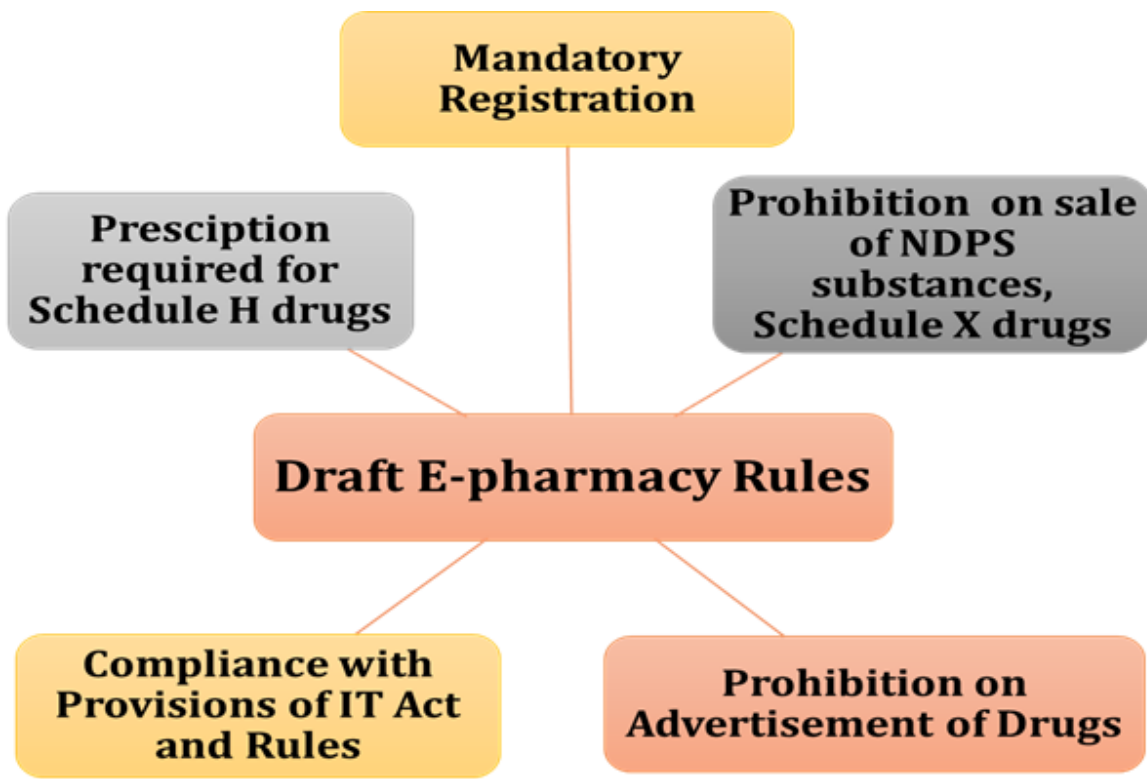 Mandatory
Registration
Presciption
required for
Schedule H drugs
Prohibition on sale
of NDPS
substances,
Schedule X drugs
Draft E-pharmacy Rules
Compliance with
Provisions of IT Act
and Rules
Prohibition on
Advertisement of Drugs